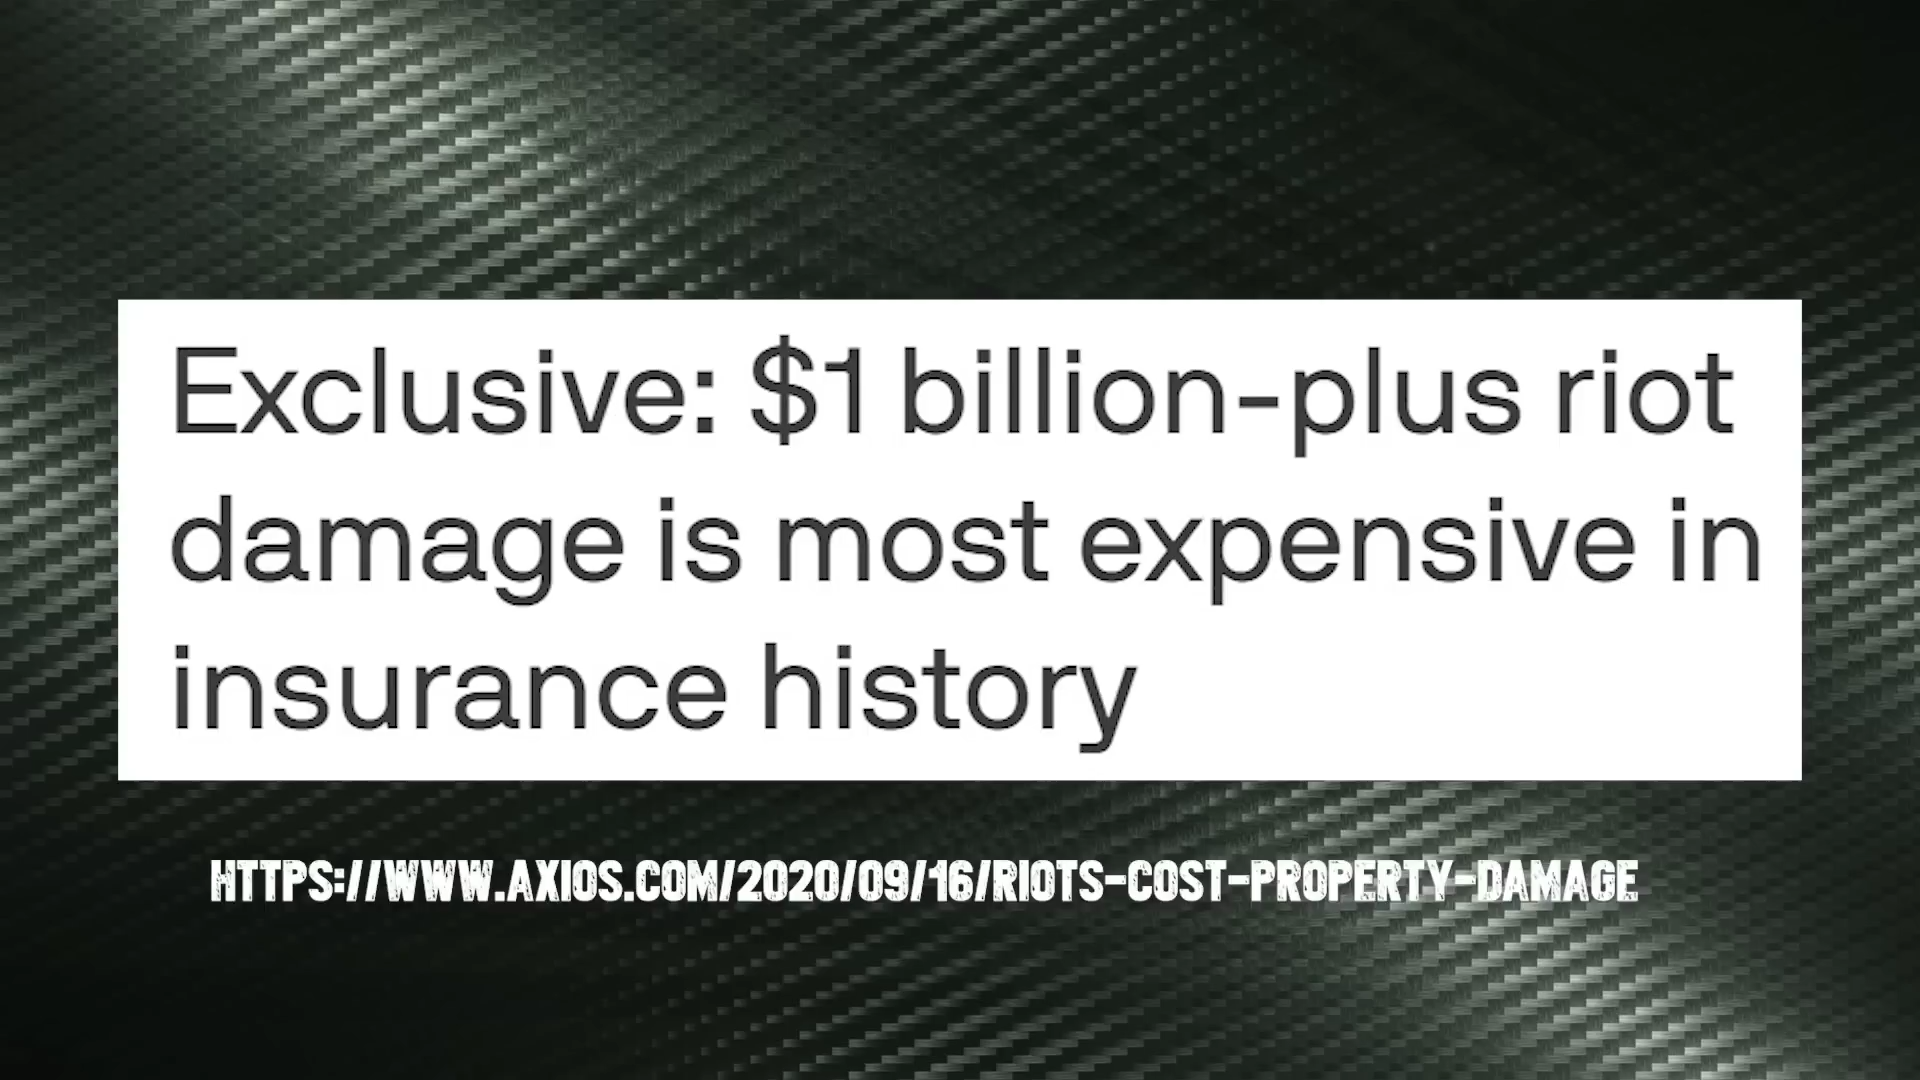 Exclusive: $1 billion-plus riot
damage is most expensive in
insurance history
HTTPS://WWW.AXIOS.COM/2020/09/16/RIOTS-COST-PROPERTY-DAMAGE